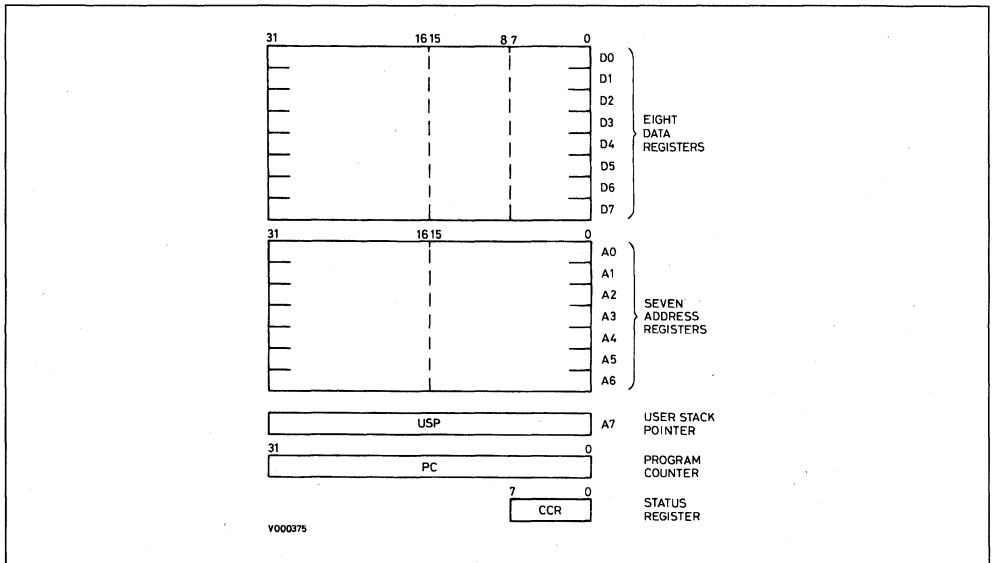 31 16 15 8 7 0
D0
D1
D2
D3
D4
D5
D6
D7
EIGHT
DATA
REGISTERS
31 16 15 0
A0
A1
A2
A3
A4
A5
A6
SEVEN
ADDRESS
REGISTERS
USP
A7
USER STACK
POINTER
31 0
PC
PROGRAM
COUNTER
7 0
CCR
STATUS
REGISTER
V000375